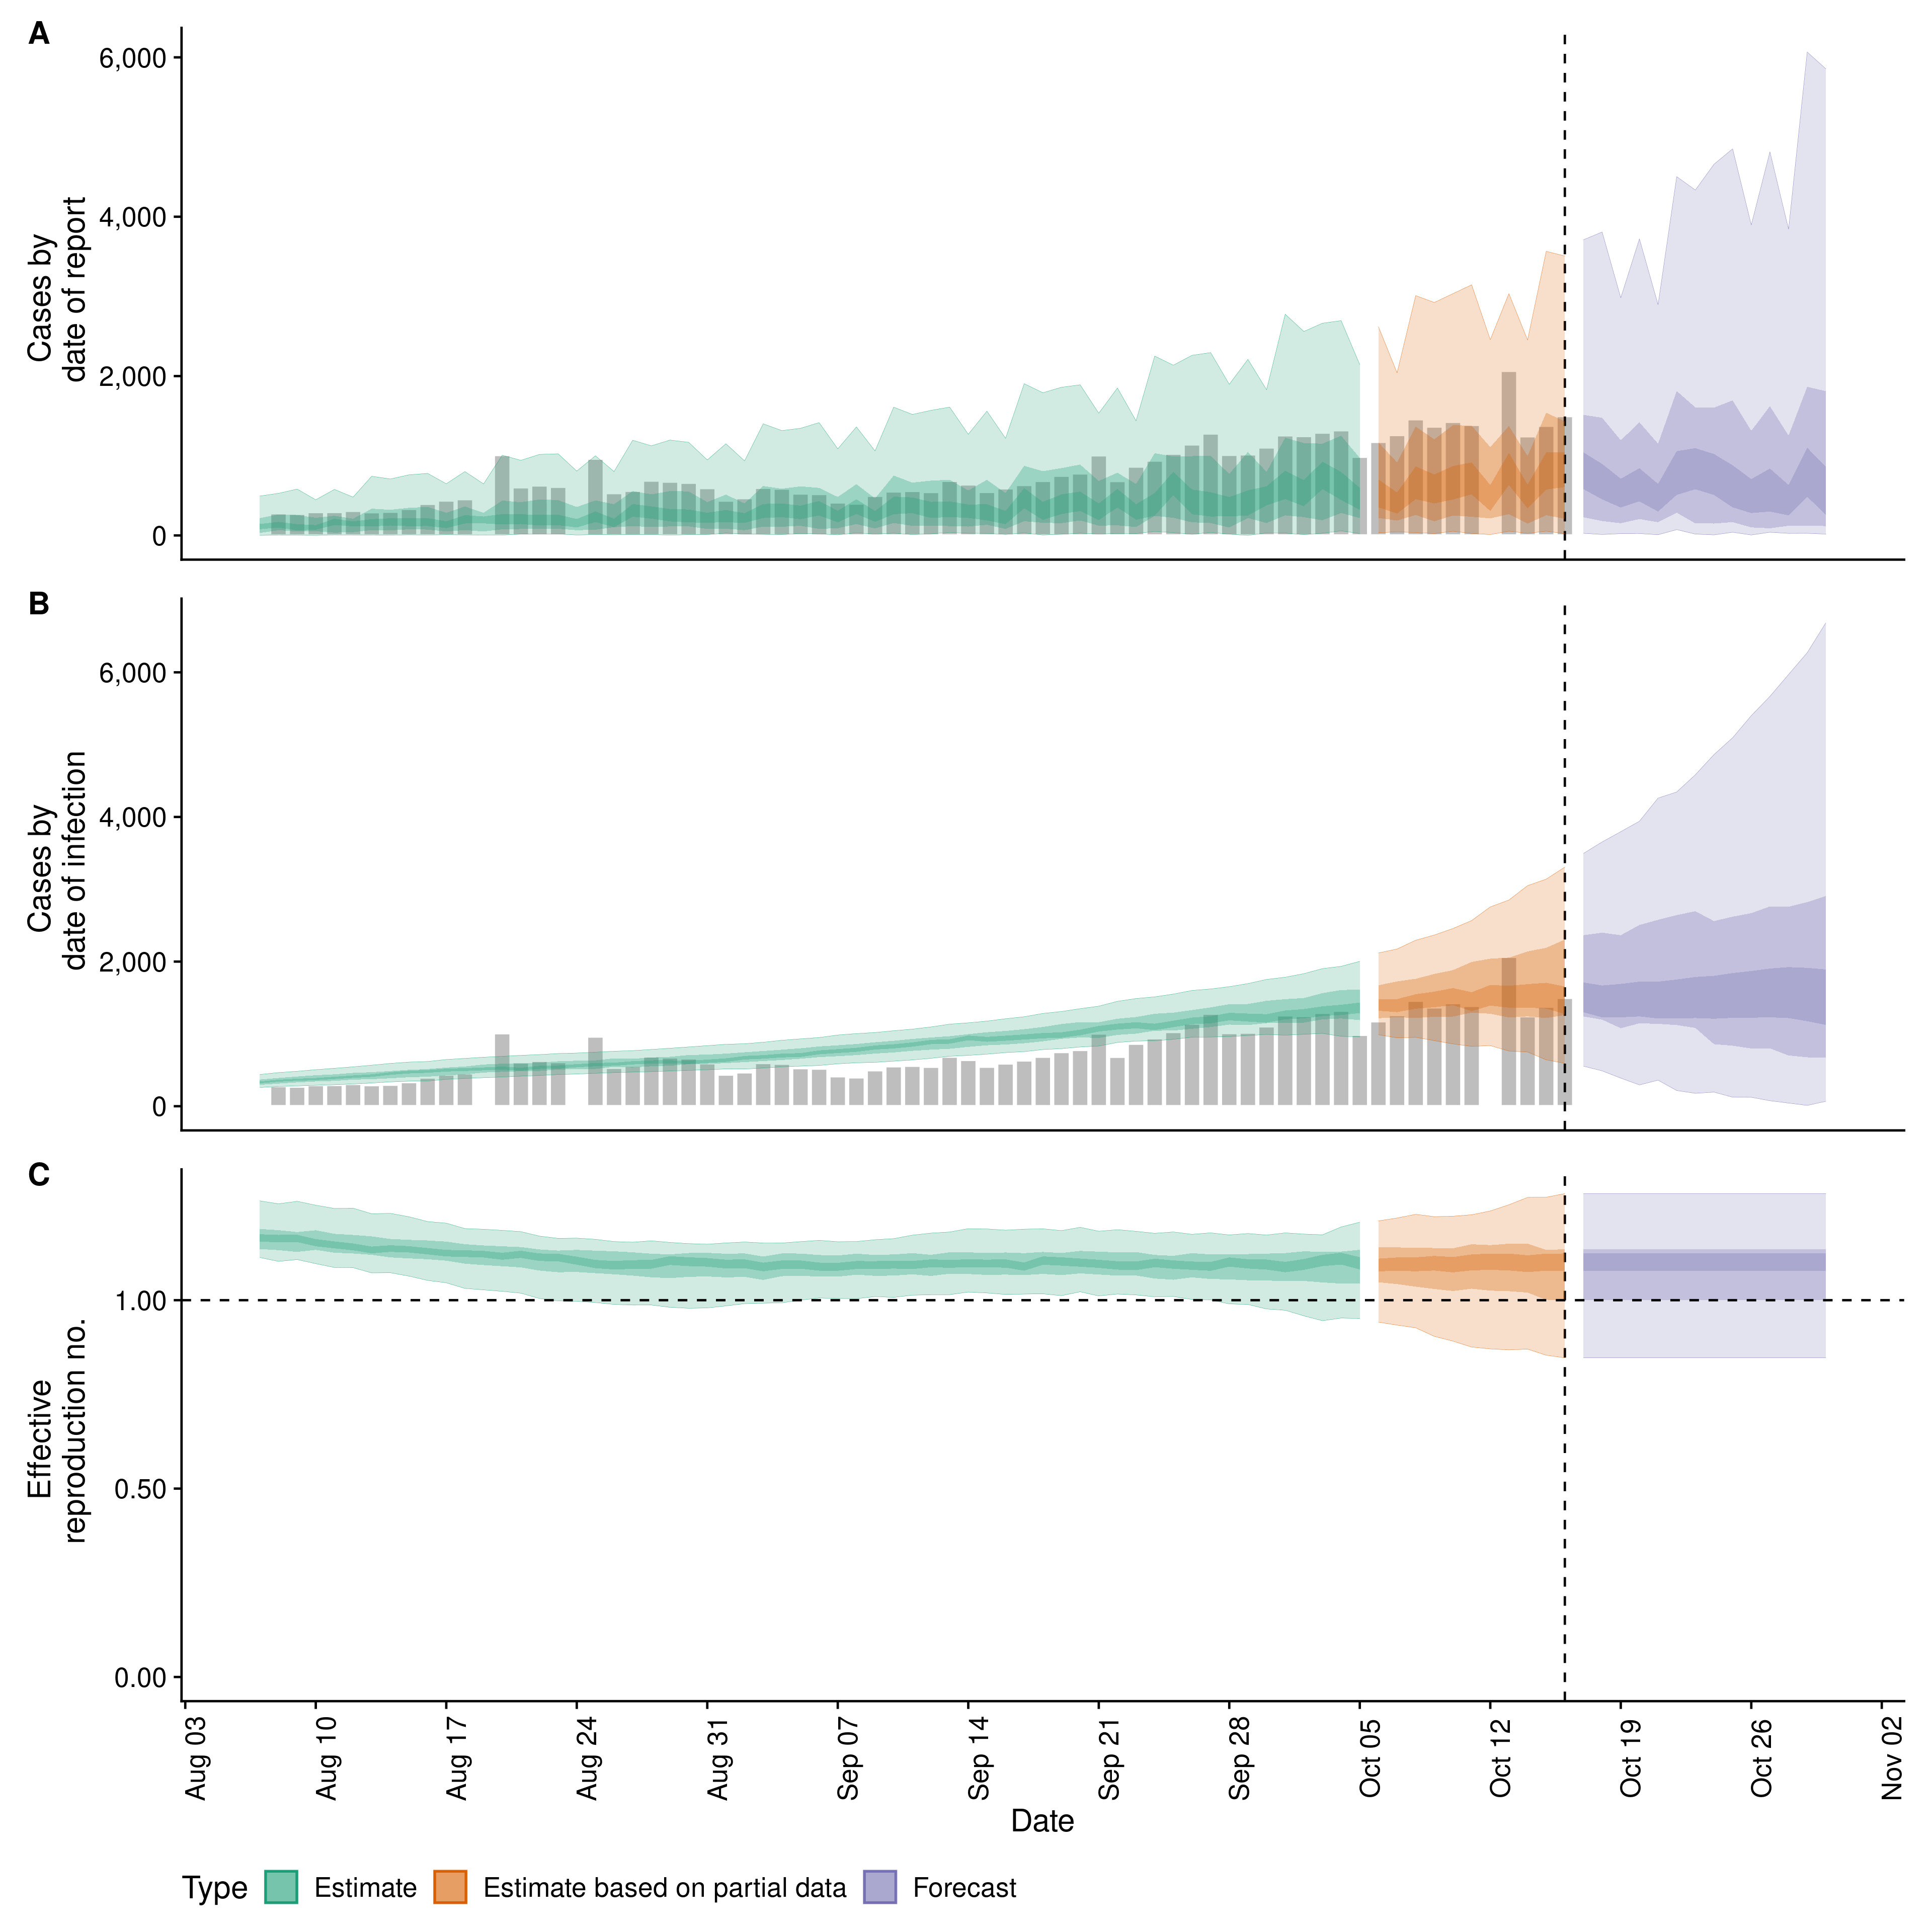 A
6,000
4,000
2,000
0
Cases by
date of report
B
6,000
4,000
2,000
0
Cases by
date of infection
C
1.00
0.50
0.00
Effective
reproduction no.
Aug 03
Aug 10
Aug 17
Aug 24
Aug 31
Sep 07
Sep 14
Sep 21
Sep 28
Oct 05
Oct 12
Oct 19
Oct 26
Nov 02
Date
Type Estimate Estimate based on partial data Forecast